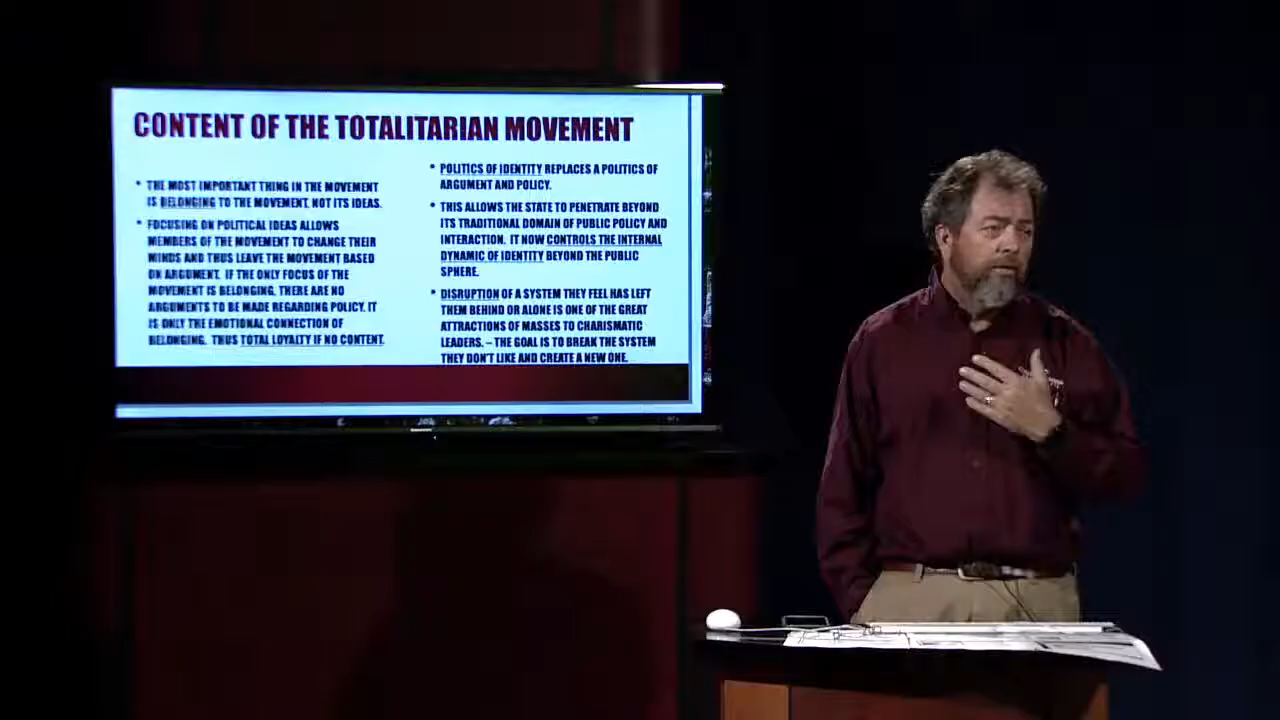 CONTENT OF THE TOTALITARIAN MOVEMENT
• THE MOST IMPORTANT THING IN THE MOVEMENT
IS BELONGING TO THE MOVEMENT, NOT ITS IDEAS.
• FOCUSING ON POLITICAL IDEAS ALLOWS
MEMBERS OF THE MOVEMENT TO CHANGE THEIR
MINDS AND THUS LEAVE THE MOVEMENT BASED
ON ARGUMENT. IF THE ONLY FOCUS OF THE
MOVEMENT IS BELONGING, THERE ARE NO
ARGUMENTS TO BE MADE REGARDING POLICY. IT
IS ONLY THE EMOTIONAL CONNECTION OF
BELONGING. THUS TOTAL LOYALTY IF NO CONTENT.
• POLITICS OF IDENTITY REPLACES A POLITICS OF
ARGUMENT AND POLICY.
• THIS ALLOWS THE STATE TO PENETRATE BEYOND
ITS TRADITIONAL DOMAIN OF PUBLIC POLICY AND
INTERACTION. IT NOW CONTROLS THE INTERNAL
DYNAMIC OF IDENTITY BEYOND THE PUBLIC
SPHERE.
• DISRUPTION OF A SYSTEM THEY FEEL HAS LEFT
THEM BEHIND OR ALONE IS ONE OF THE GREAT
ATTRACTIONS OF MASSES TO CHARISMATIC
LEADERS. – THE GOAL IS TO BREAK THE SYSTEM
THEY DON'T LIKE AND CREATE A NEW ONE.